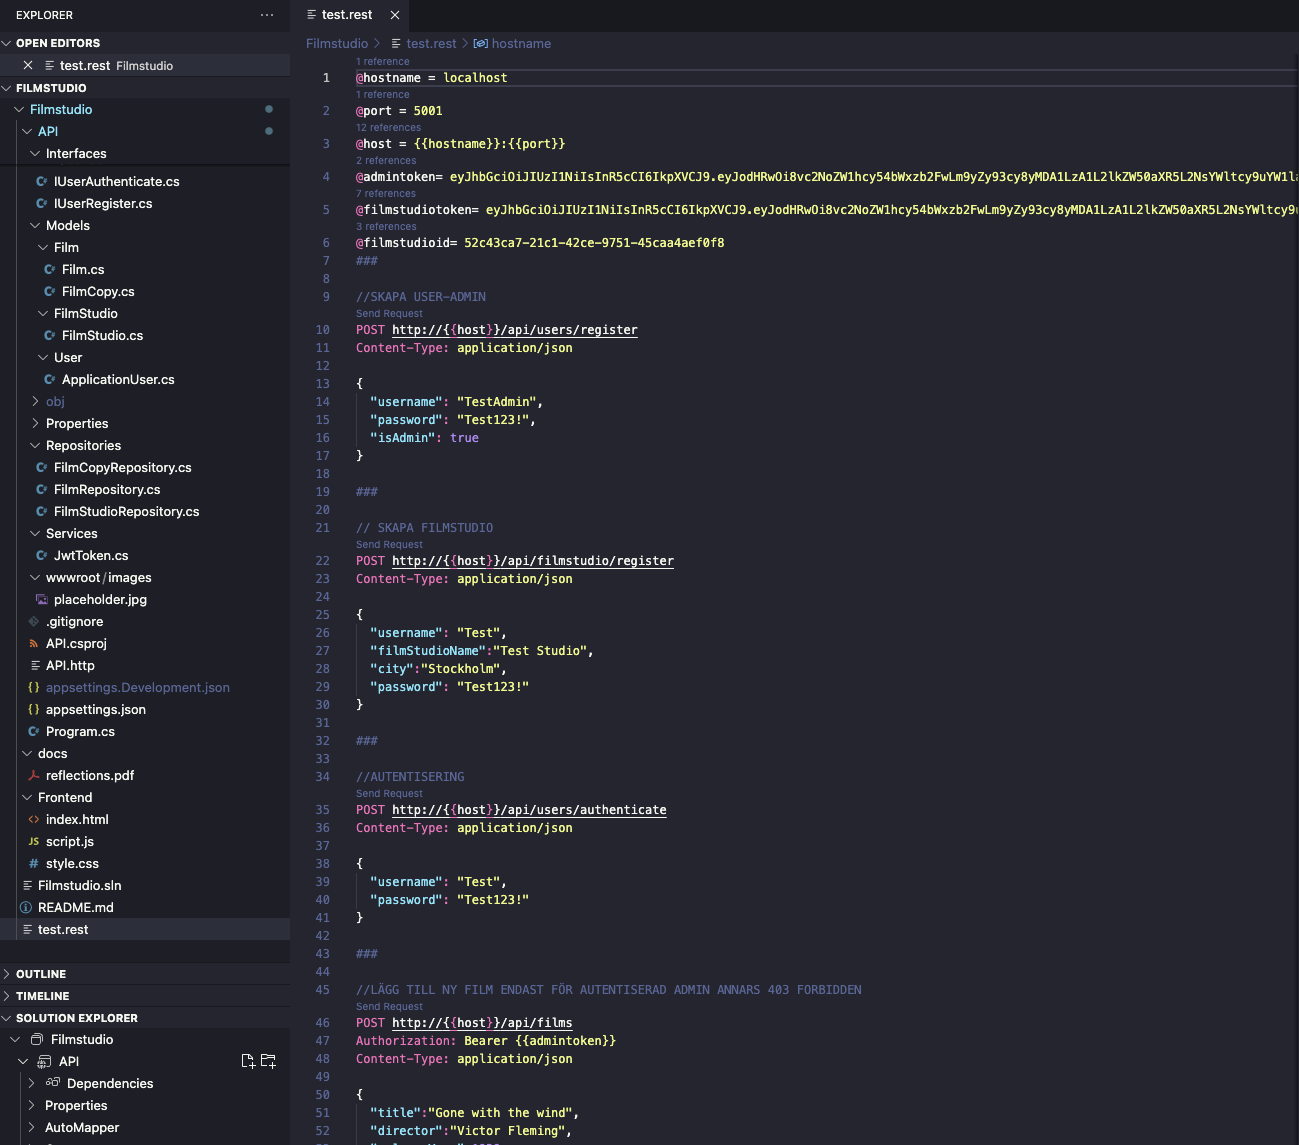 EXPLORER
OPEN EDITORS
test.rest Filmstudio
FILMSTUDIO
Filmstudio
API
Interfaces
IUserAuthenticate.cs
IUserRegister.cs
Models
Film
Film.cs
FilmCopy.cs
FilmStudio
FilmStudio.cs
User
ApplicationUser.cs
obj
Properties
Repositories
FilmCopyRepository.cs
FilmRepository.cs
FilmStudioRepository.cs
Services
JwtToken.cs
wwwroot/images
placeholder.jpg
.gitignore
API.csproj
API.http
appsettings.Development.json
appsettings.json
Program.cs
docs
reflections.pdf
Frontend
index.html
script.js
style.css
Filmstudio.sln
README.md
test.rest
OUTLINE
TIMELINE
SOLUTION EXPLORER
Filmstudio
API
Dependencies
Properties
AutoMapper
test.rest
Filmstudio > test.rest > hostname
1 reference
1 @hostname = localhost
1 reference
2 @port = 5001
12 references
3 @host = {{hostname}}:{{port}}
2 references
4 @admintoken=
7 references
5 @filmstudiotoken=
3 references
6 @filmstudioid= 52c43ca7-21c1-42ce-9751-45caa4aef0f8
7 ###
8
9 //SKAPA USER-ADMIN
Send Request
10 POST http://{{host}}/api/users/register
11 Content-Type: application/json
12
13 {
14 "username": "TestAdmin",
15 "password": "Test123!",
16 "isAdmin": true
17 }
18
19 ###
20
21 // SKAPA FILMSTUDIO
Send Request
22 POST http://{{host}}/api/filmstudio/register
23 Content-Type: application/json
24
25 {
26 "username": "Test",
27 "filmStudioName":"Test Studio",
28 "city":"Stockholm",
29 "password": "Test123!"
30 }
31
32 ###
33
34 //AUTENTISERING
Send Request
35 POST http://{{host}}/api/users/authenticate
36 Content-Type: application/json
37
38 {
39 "username": "Test",
40 "password": "Test123!"
41 }
42
43 ###
44
45 //LÄGG TILL NY FILM ENDAST FÖR AUTENTISERAD ADMIN ANNARS 403 FORBIDDEN
Send Request
46 POST http://{{host}}/api/films
47 Authorization: Bearer {{admintoken}}
48 Content-Type: application/json
49
50 {
51 "title":"Gone with the wind",
52 "director":"Victor Fleming",